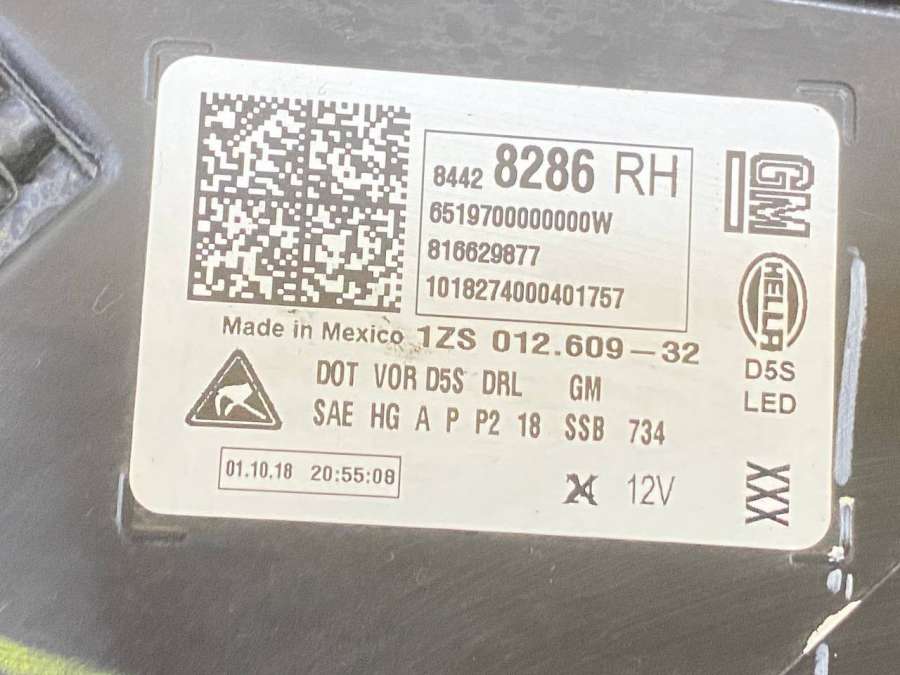 8442 8286 RH
6519700000000W
816629877
1018274000401757
GM
HELLA
D5S
LED
Made in Mexico 1ZS 012.609-32
DOT VOR D5S DRL GM
SAE HG A P P2 18 SSB 734
01.10.18 20:55:08
12V
XXX